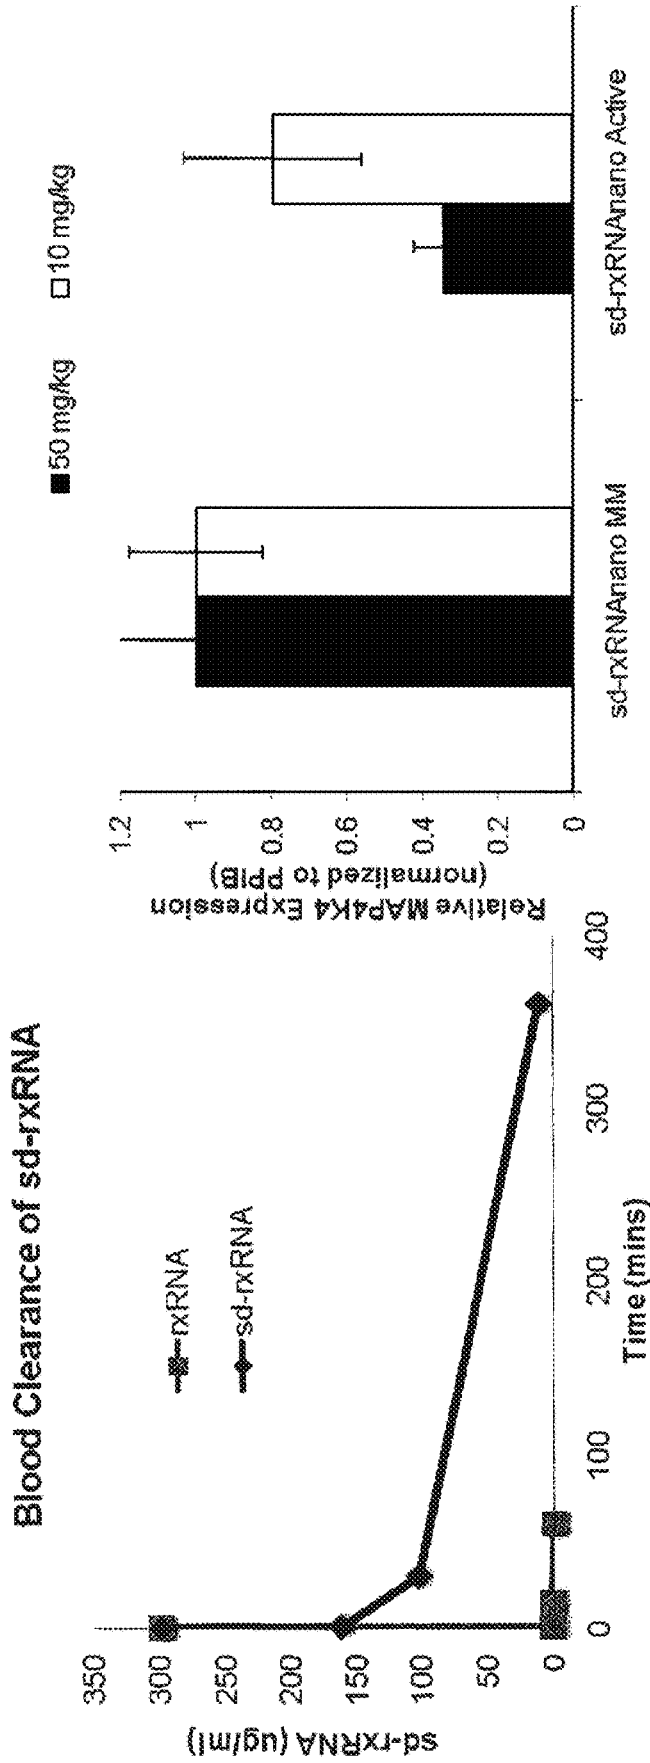 Blood Clearance of sd-rxRNA
rxRNA
sd-rxRNA
sd-rxRNA (ug/ml)
350
300
250
200
150
100
50
0
0
100
200
300
400
Time (mins)
50 mg/kg
10 mg/kg
Relative MAP4K4 Expression
(normalized to PPIB)
1.2
1
0.8
0.6
0.4
0.2
0
sd-rxRNAnano MM
sd-rxRNAnano Active